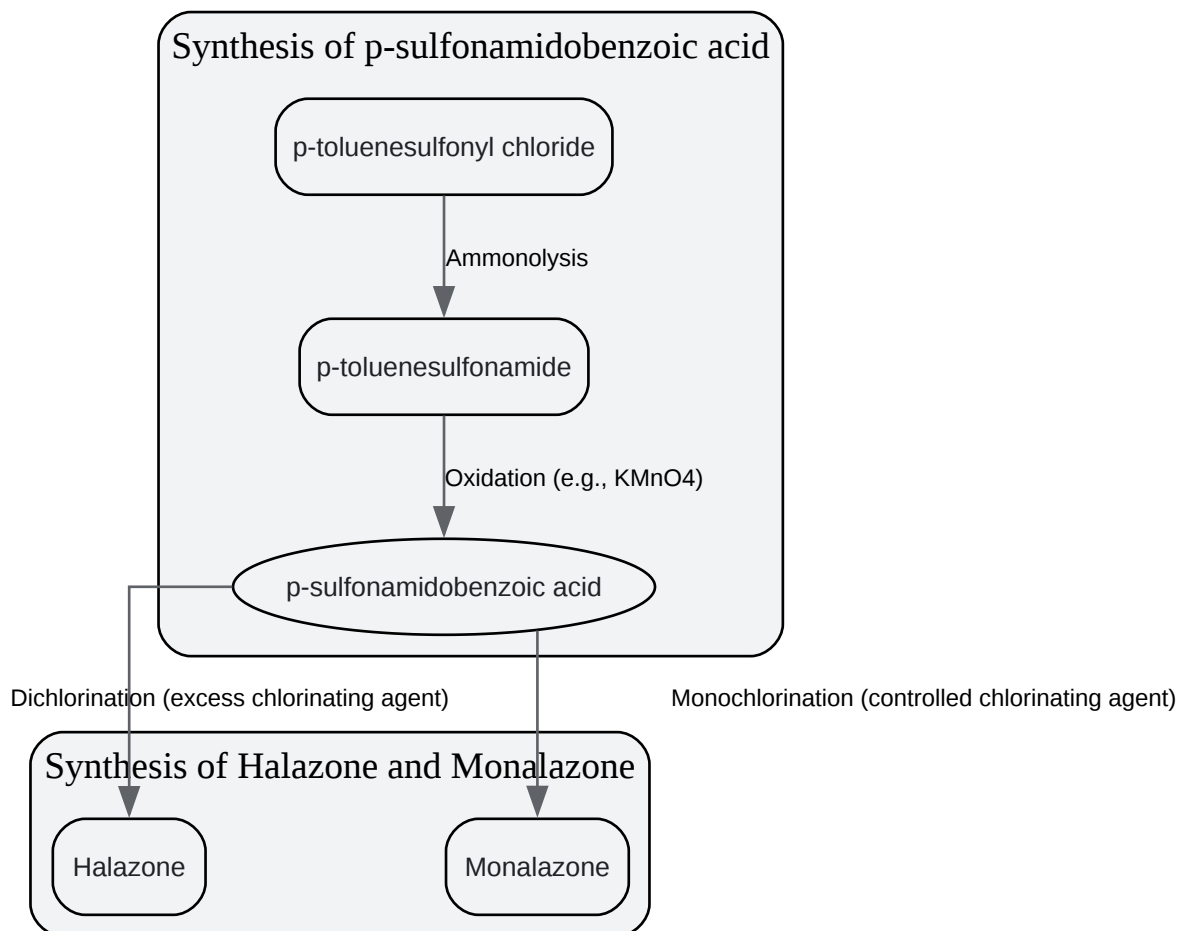 Synthesis of p-sulfonamidobenzoic acid
p-toluenesulfonyl chloride
Ammonolysis
p-toluenesulfonamide
Oxidation (e.g., KMnO4)
p-sulfonamidobenzoic acid
Dichlorination (excess chlorinating agent)
Monochlorination (controlled chlorinating agent)
Synthesis of Halazone and Monalazone
Halazone
Monalazone